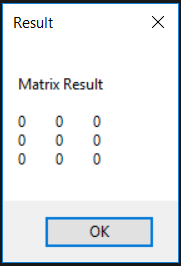 Result
Matrix Result
0 0 0
0 0 0
0 0 0
OK